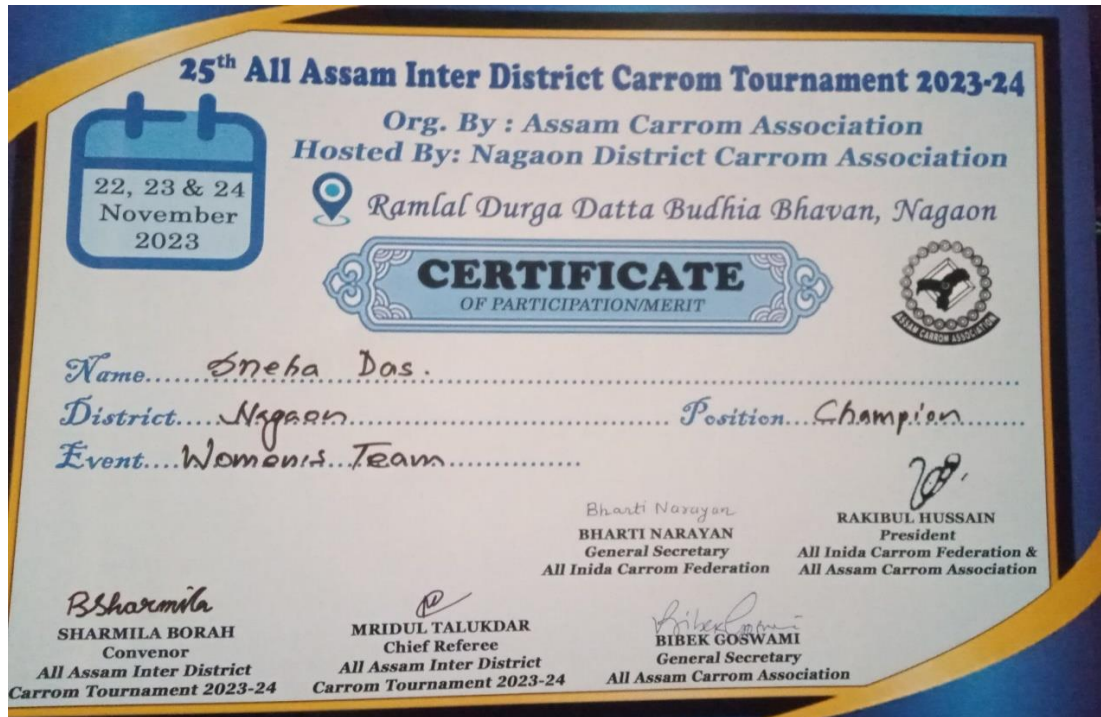 25th All Assam Inter District Carrom Tournament 2023-24
Org. By : Assam Carrom Association
Hosted By: Nagaon District Carrom Association
22, 23 & 24
November
2023
Ramlal Durga Datta Budhia Bhavan, Nagaon
CERTIFICATE
OF PARTICIPATION/MERIT
ASSAM CARROM ASSOCIATION
Name...... Sneha Das.
District..... Nagaon Position... Champion
Event.... Women's Team
Bharti Narayan
BHARTI NARAYAN
General Secretary
All Inida Carrom Federation
RAKIBUL HUSSAIN
President
All Inida Carrom Federation &
All Assam Carrom Association
BSharmila
SHARMILA BORAH
Convenor
All Assam Inter District
Carrom Tournament 2023-24
MRIDUL TALUKDAR
Chief Referee
All Assam Inter District
Carrom Tournament 2023-24
BIBEK GOSWAMI
General Secretary
All Assam Carrom Association